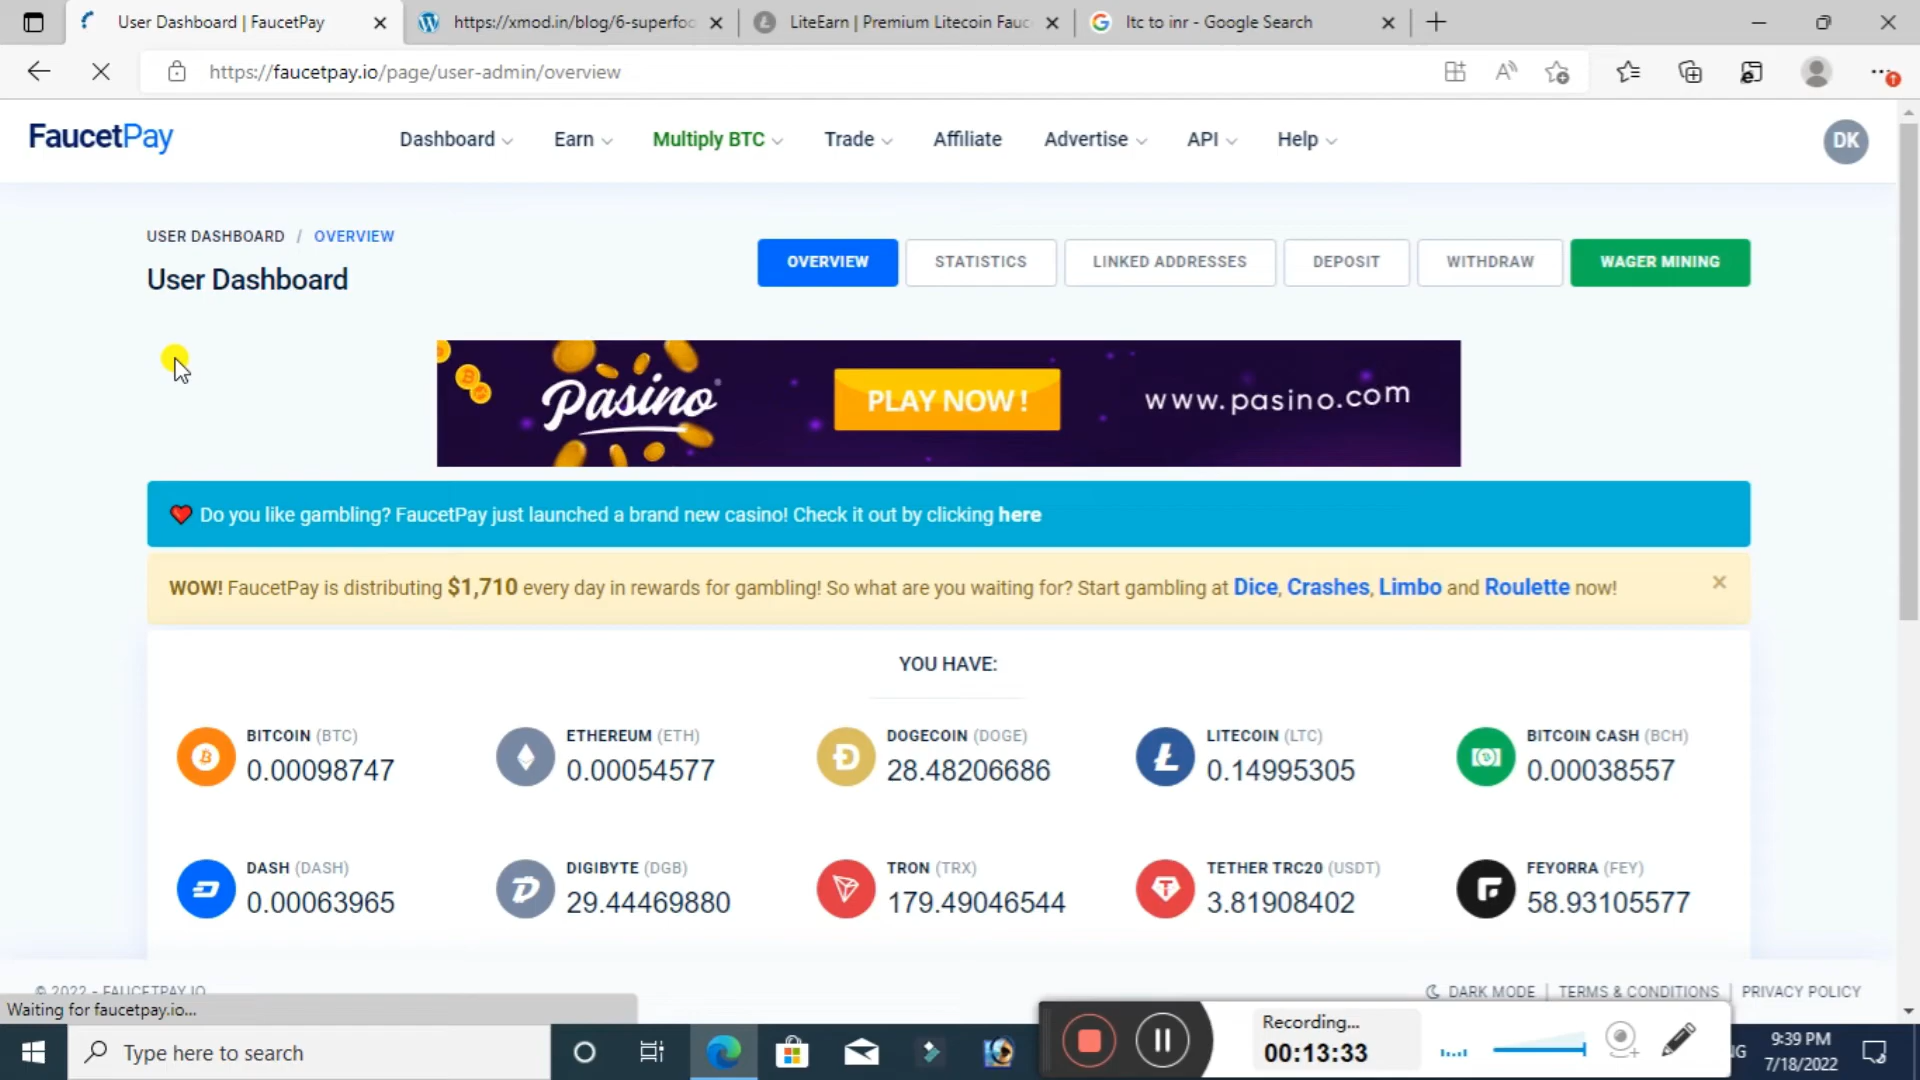 User Dashboard | FaucetPay
https://xmod.in/blog/6-superfoo
LiteEarn | Premium Litecoin Fauc
ltc to inr - Google Search
https://faucetpay.io/page/user-admin/overview
FaucetPay
Dashboard
Earn
Multiply BTC
Trade
Affiliate
Advertise
API
Help
DK
USER DASHBOARD / OVERVIEW
User Dashboard
OVERVIEW
STATISTICS
LINKED ADDRESSES
DEPOSIT
WITHDRAW
WAGER MINING
Pasino
PLAY NOW !
www.pasino.com
Do you like gambling? FaucetPay just launched a brand new casino! Check it out by clicking here
WOW! FaucetPay is distributing $1,710 every day in rewards for gambling! So what are you waiting for? Start gambling at Dice, Crashes, Limbo and Roulette now!
YOU HAVE:
BITCOIN (BTC)
0.00098747
ETHEREUM (ETH)
0.00054577
DOGECOIN (DOGE)
28.48206686
LITECOIN (LTC)
0.14995305
BITCOIN CASH (BCH)
0.00038557
DASH (DASH)
0.00063965
DIGIBYTE (DGB)
29.44469880
TRON (TRX)
179.49046544
TETHER TRC20 (USDT)
3.81908402
FEYORRA (FEY)
58.93105577
© 2022 - FAUCETPAY.IO
DARK MODE | TERMS & CONDITIONS | PRIVACY POLICY
Waiting for faucetpay.io...
Type here to search
Recording...
00:13:33
9:39 PM
7/18/2022